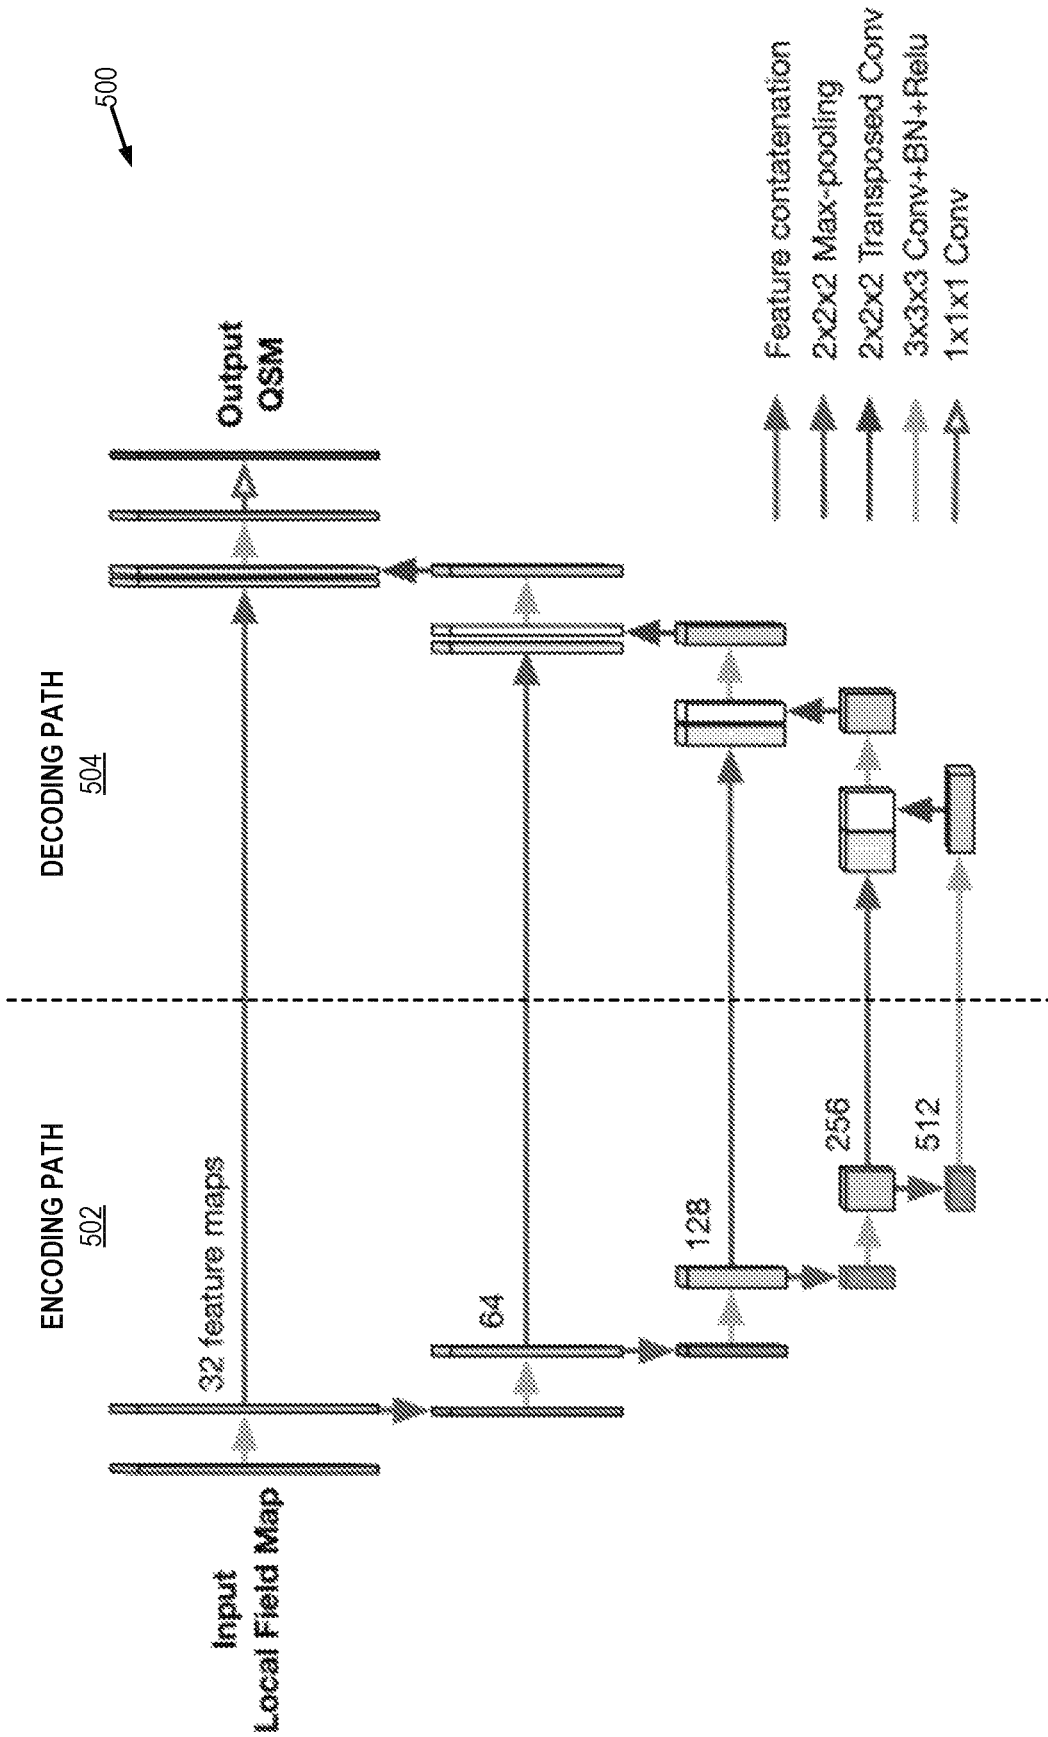 500
ENCODING PATH
502
DECODING PATH
504
Input
Local Field Map
32 feature maps
64
128
256
512
Output
QSM
Feature contatenation
2x2x2 Max-pooling
2x2x2 Transposed Conv
3x3x3 Conv+BN+Relu
1x1x1 Conv